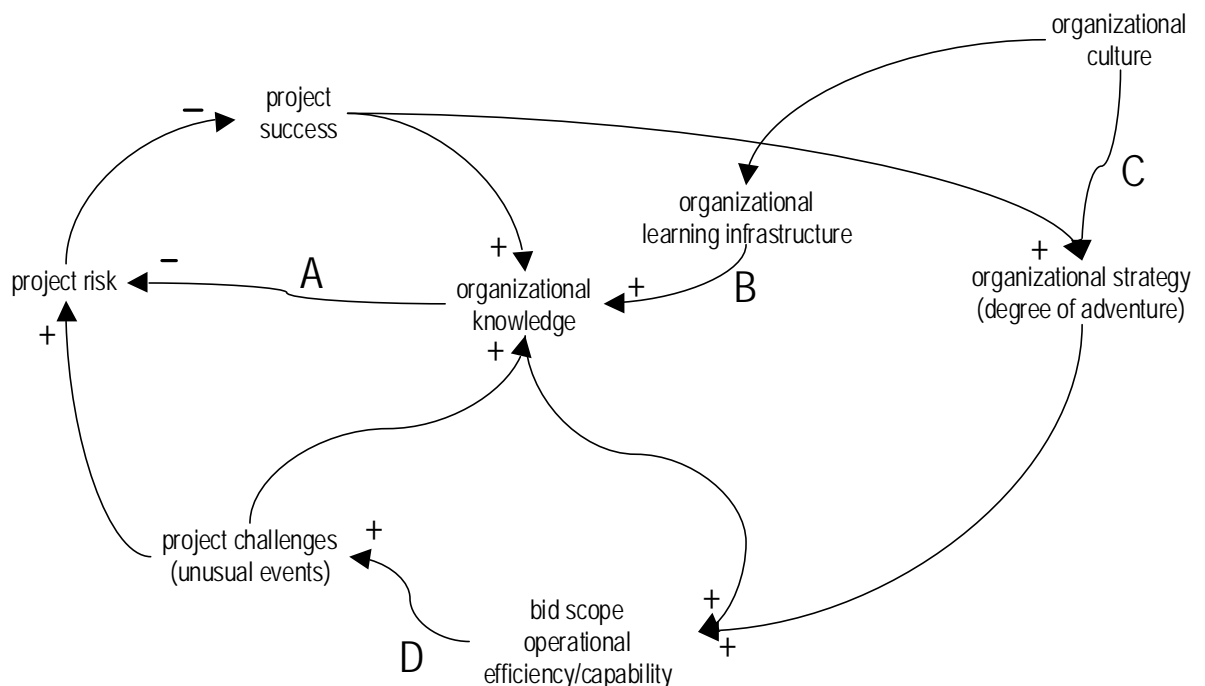 organizational
culture
project
success
−
C
organizational
learning infrastructure
+
−
A
B
+
project risk
organizational
knowledge
+
organizational strategy
(degree of adventure)
+
+
project challenges
(unusual events)
+
D
bid scope
operational
efficiency/capability
+
+